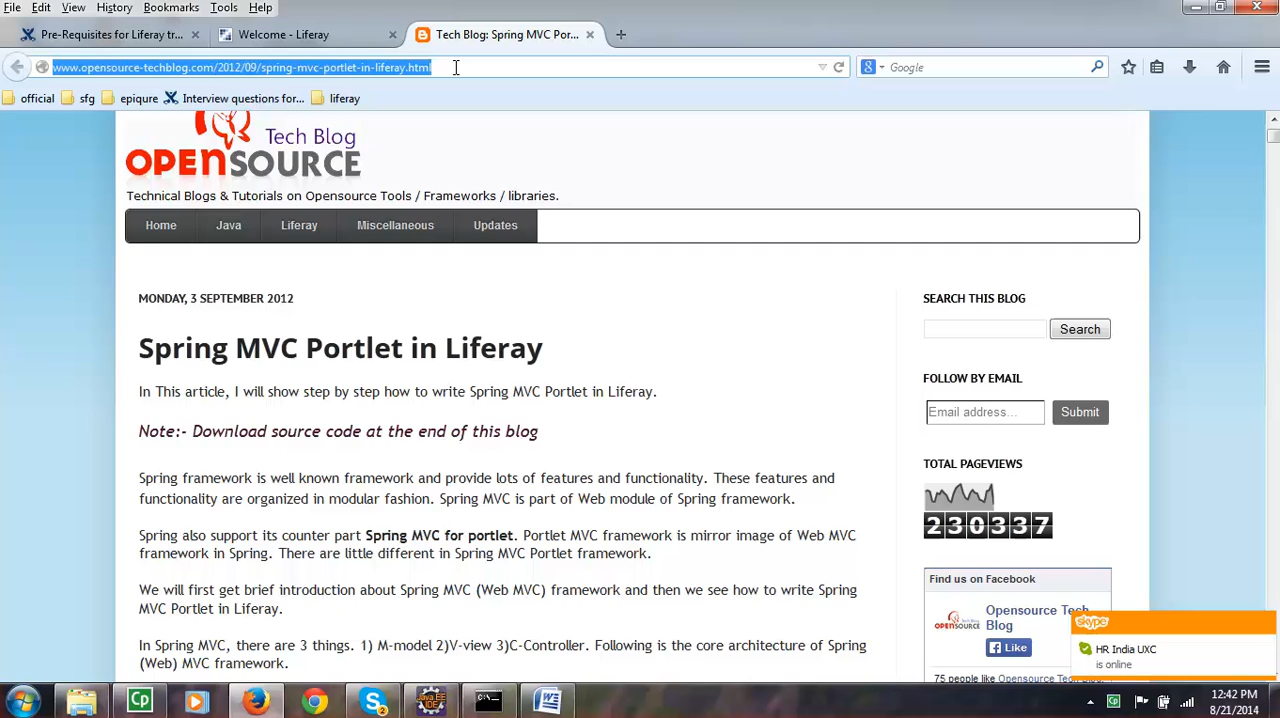 File Edit View History Bookmarks Tools Help
Pre-Requisites for Liferay tr... × Welcome - Liferay × Tech Blog: Spring MVC Por... × +
www.opensource-techblog.com/2012/09/spring-mvc-portlet-in-liferay.html Google
official sfg epiqure Interview questions for... liferay
Tech Blog
OPENSOURCE
Technical Blogs & Tutorials on Opensource Tools / Frameworks / libraries.
Home Java Liferay Miscellaneous Updates
MONDAY, 3 SEPTEMBER 2012
Spring MVC Portlet in Liferay
In This article, I will show step by step how to write Spring MVC Portlet in Liferay.
Note:- Download source code at the end of this blog
Spring framework is well known framework and provide lots of features and functionality. These features and
functionality are organized in modular fashion. Spring MVC is part of Web module of Spring framework.
Spring also support its counter part Spring MVC for portlet. Portlet MVC framework is mirror image of Web MVC
framework in Spring. There are little different in Spring MVC Portlet framework.
We will first get brief introduction about Spring MVC (Web MVC) framework and then we see how to write Spring
MVC Portlet in Liferay.
In Spring MVC, there are 3 things. 1) M-model 2)V-view 3)C-Controller. Following is the core architecture of Spring
(Web) MVC framework.
SEARCH THIS BLOG
Search
FOLLOW BY EMAIL
Email address... Submit
TOTAL PAGEVIEWS
230337
Find us on Facebook
OPENSOURCE
Opensource Tech
Blog
Like
75 people like Opensource Tech
skype
HR India UXC
is online
Cp
Java EE
IDE
C:\.
12:42 PM
8/21/2014